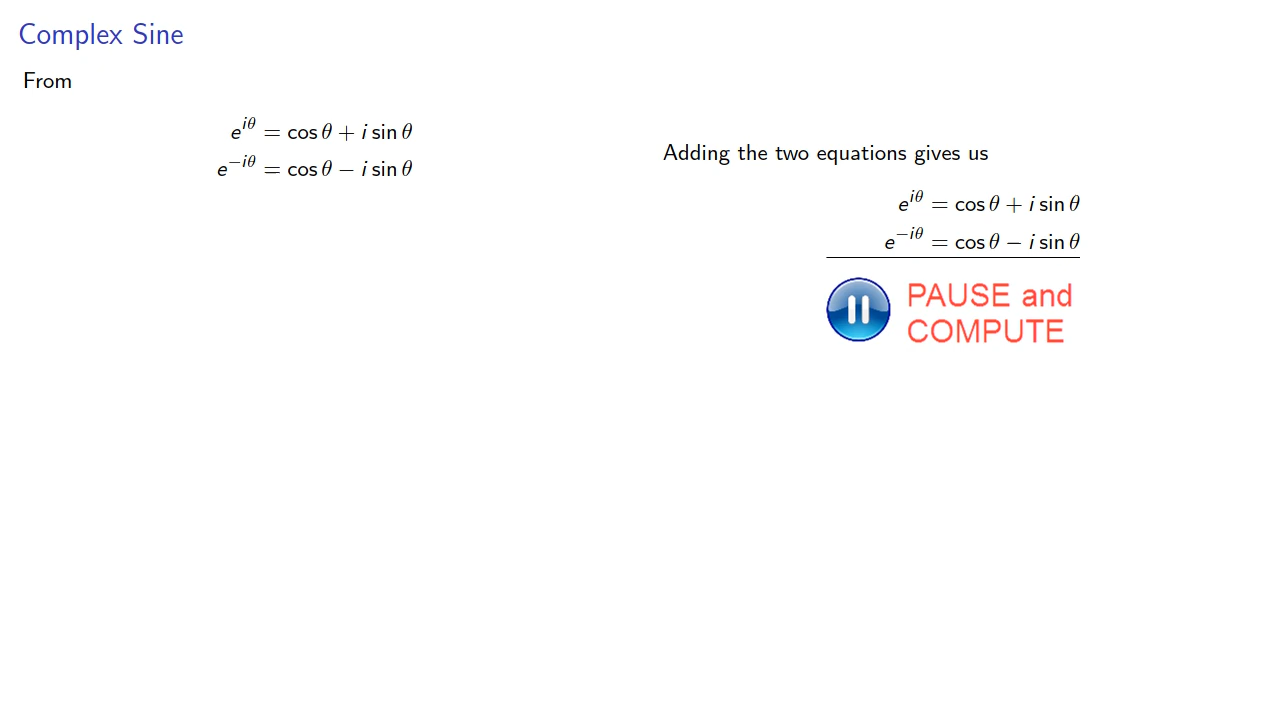 Complex Sine
From
e^{iθ} = cos θ + i sin θ
e^{−iθ} = cos θ − i sin θ
Adding the two equations gives us
e^{iθ} = cos θ + i sin θ
e^{−iθ} = cos θ − i sin θ
PAUSE and
COMPUTE